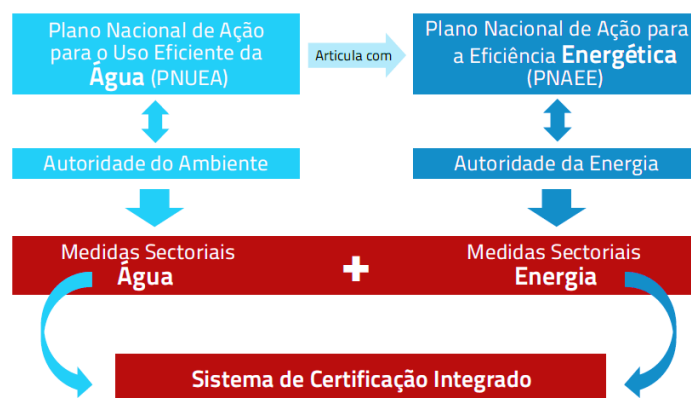 Plano Nacional de Ação
para o Uso Eficiente da
Água (PNUEA)
Articula com
Plano Nacional de Ação para
a Eficiência Energética
(PNAEE)
Autoridade do Ambiente
Autoridade da Energia
Medidas Sectoriais
Água
+
Medidas Sectoriais
Energia
Sistema de Certificação Integrado